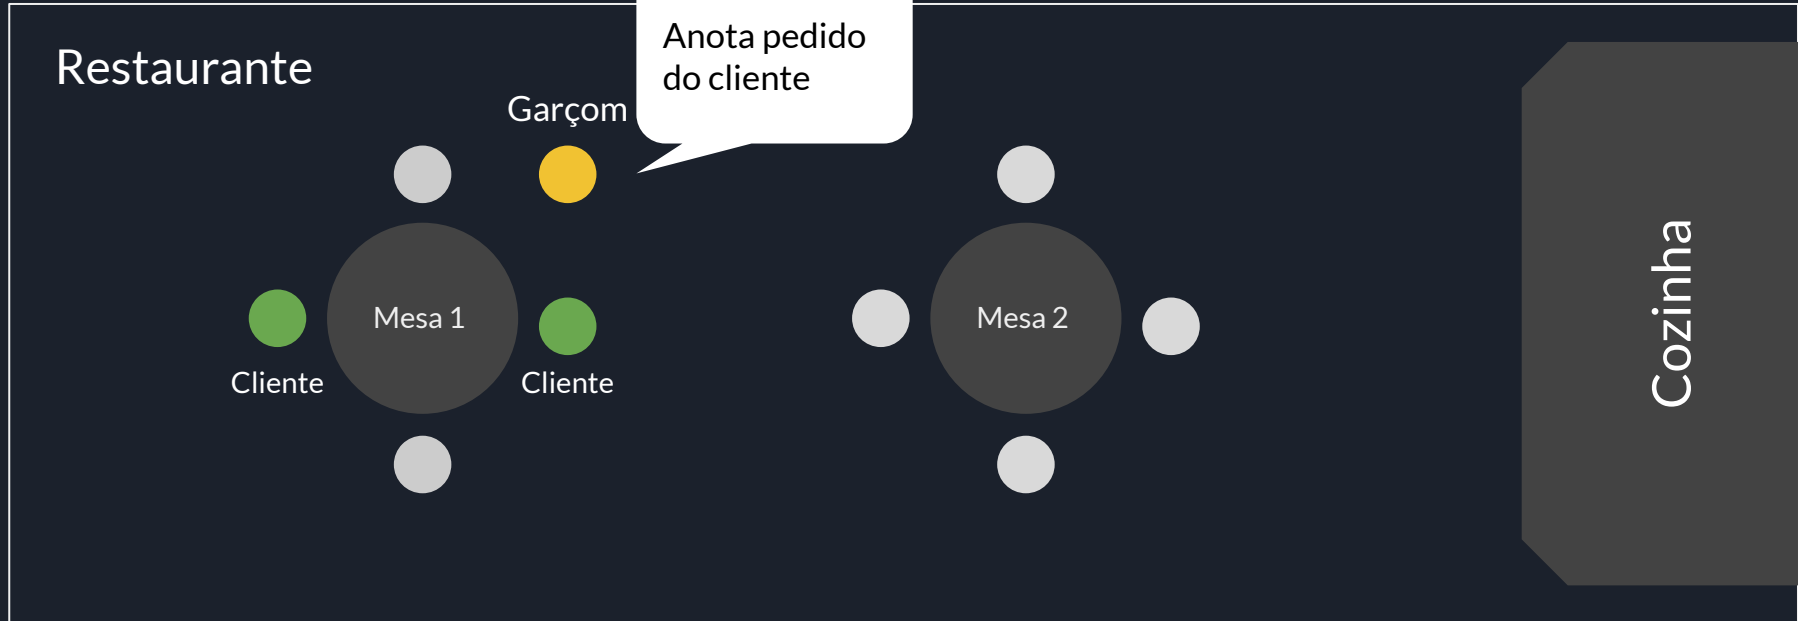 Restaurante
Anota pedido
do cliente
Garçom
Mesa 1
Cliente
Cliente
Mesa 2
Cozinha